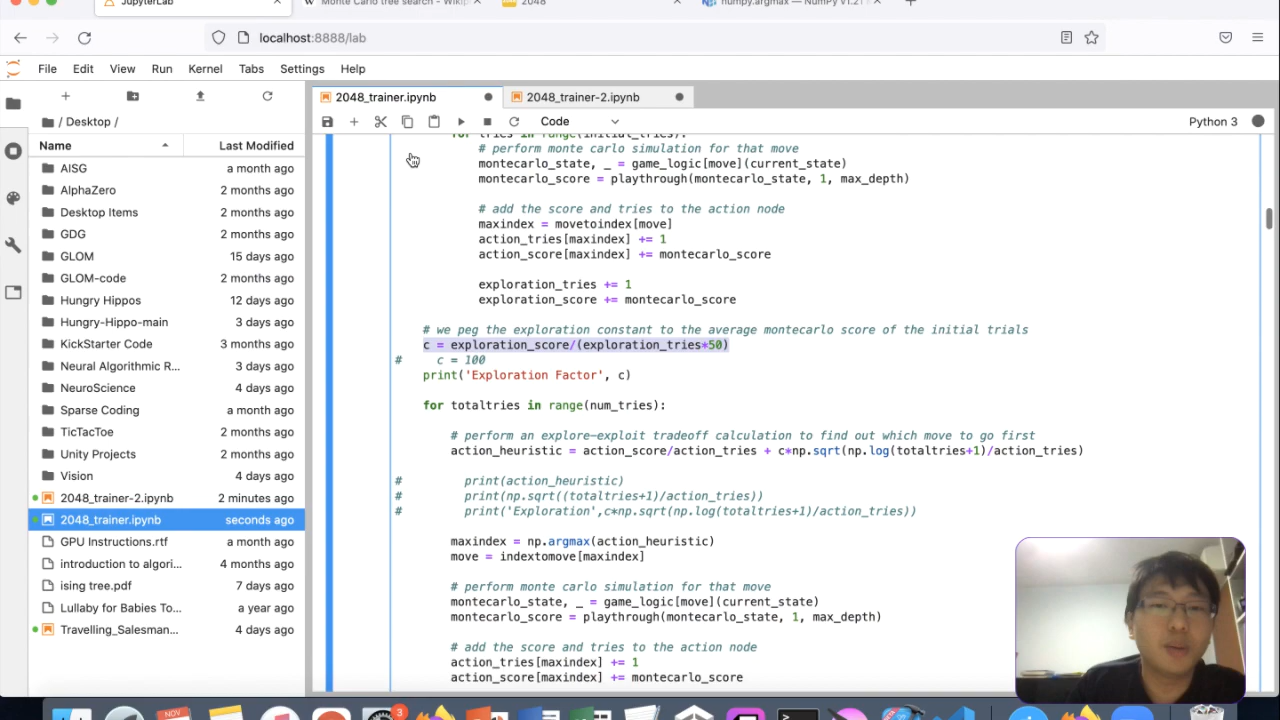 JupyterLab
Monte Carlo tree search – Wikip
2048
numpy.argmax — NumPy v1.21
localhost:8888/lab
File Edit View Run Kernel Tabs Settings Help
2048_trainer.ipynb
2048_trainer-2.ipynb
/ Desktop /
Code
Python 3
Name
Last Modified
AISG a month ago
AlphaZero 2 months ago
Desktop Items 2 months ago
GDG 2 months ago
GLOM 15 days ago
GLOM-code 2 months ago
Hungry Hippos 12 days ago
Hungry-Hippo-main 3 days ago
KickStarter Code 2 months ago
Neural Algorithmic R... 3 days ago
NeuroScience 4 days ago
Sparse Coding a month ago
TicTacToe 2 months ago
Unity Projects 2 months ago
Vision 4 days ago
2048_trainer-2.ipynb 2 minutes ago
2048_trainer.ipynb seconds ago
GPU Instructions.rtf a month ago
introduction to algori... 4 months ago
ising tree.pdf 7 days ago
Lullaby for Babies To... a year ago
Travelling_Salesman... 4 days ago
for tries in range(initial_tries):
# perform monte carlo simulation for that move
montecarlo_state, _ = game_logic[move](current_state)
montecarlo_score = playthrough(montecarlo_state, 1, max_depth)
# add the score and tries to the action node
maxindex = movetoindex[move]
action_tries[maxindex] += 1
action_score[maxindex] += montecarlo_score
exploration_tries += 1
exploration_score += montecarlo_score
# we peg the exploration constant to the average montecarlo score of the initial trials
c = exploration_score/(exploration_tries*50)
# c = 100
print('Exploration Factor', c)
for totaltries in range(num_tries):
# perform an explore-exploit tradeoff calculation to find out which move to go first
action_heuristic = action_score/action_tries + c*np.sqrt(np.log(totaltries+1)/action_tries)
# print(action_heuristic)
# print(np.sqrt((totaltries+1)/action_tries))
# print('Exploration',c*np.sqrt(np.log(totaltries+1)/action_tries))
maxindex = np.argmax(action_heuristic)
move = indextomove[maxindex]
# perform monte carlo simulation for that move
montecarlo_state, _ = game_logic[move](current_state)
montecarlo_score = playthrough(montecarlo_state, 1, max_depth)
# add the score and tries to the action node
action_tries[maxindex] += 1
action_score[maxindex] += montecarlo_score
NOV
3